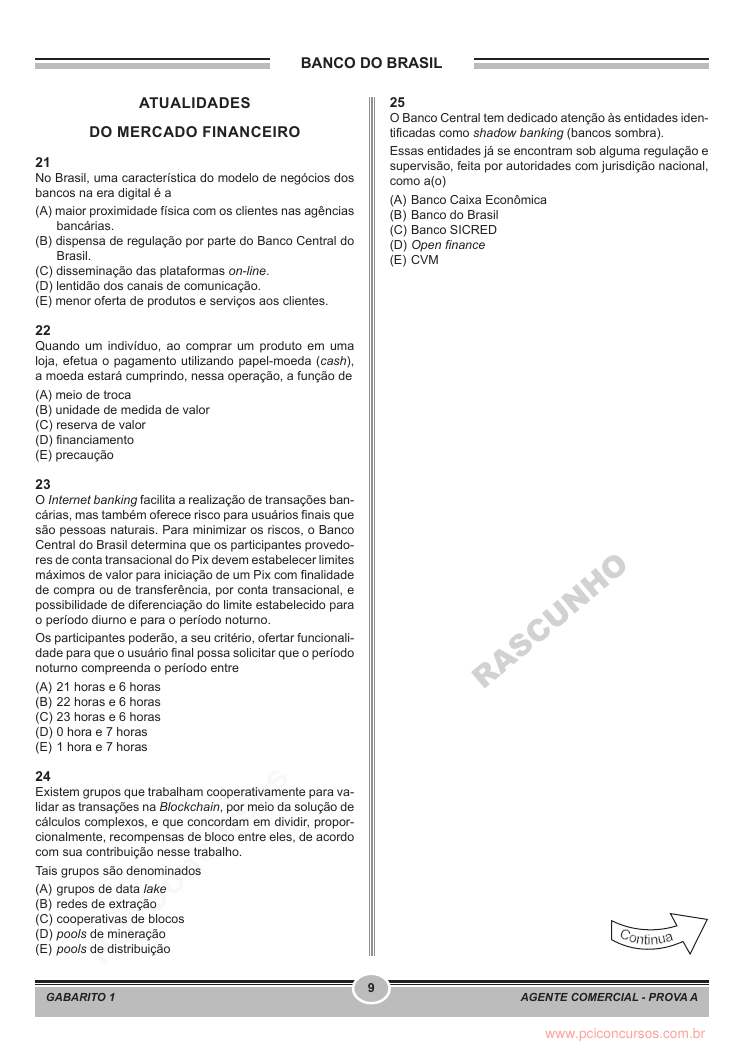 BANCO DO BRASIL
ATUALIDADES
DO MERCADO FINANCEIRO
21
No Brasil, uma característica do modelo de negócios dos
bancos na era digital é a
(A) maior proximidade física com os clientes nas agências
bancárias.
(B) dispensa de regulação por parte do Banco Central do
Brasil.
(C) disseminação das plataformas on-line.
(D) lentidão dos canais de comunicação.
(E) menor oferta de produtos e serviços aos clientes.
22
Quando um indivíduo, ao comprar um produto em uma
loja, efetua o pagamento utilizando papel-moeda (cash),
a moeda estará cumprindo, nessa operação, a função de
(A) meio de troca
(B) unidade de medida de valor
(C) reserva de valor
(D) financiamento
(E) precaução
23
O Internet banking facilita a realização de transações ban-
cárias, mas também oferece risco para usuários finais que
são pessoas naturais. Para minimizar os riscos, o Banco
Central do Brasil determina que os participantes provedo-
res de conta transacional do Pix devem estabelecer limites
máximos de valor para iniciação de um Pix com finalidade
de compra ou de transferência, por conta transacional, e
possibilidade de diferenciação do limite estabelecido para
o período diurno e para o período noturno.
Os participantes poderão, a seu critério, ofertar funcionali-
dade para que o usuário final possa solicitar que o período
noturno compreenda o período entre
(A) 21 horas e 6 horas
(B) 22 horas e 6 horas
(C) 23 horas e 6 horas
(D) 0 hora e 7 horas
(E) 1 hora e 7 horas
24
Existem grupos que trabalham cooperativamente para va-
lidar as transações na Blockchain, por meio da solução de
cálculos complexos, e que concordam em dividir, propor-
cionalmente, recompensas de bloco entre eles, de acordo
com sua contribuição nesse trabalho.
Tais grupos são denominados
(A) grupos de data lake
(B) redes de extração
(C) cooperativas de blocos
(D) pools de mineração
(E) pools de distribuição
25
O Banco Central tem dedicado atenção às entidades iden-
tificadas como shadow banking (bancos sombra).
Essas entidades já se encontram sob alguma regulação e
supervisão, feita por autoridades com jurisdição nacional,
como a(o)
(A) Banco Caixa Econômica
(B) Banco do Brasil
(C) Banco SICRED
(D) Open finance
(E) CVM
RASCUNHO
Continua
GABARITO 1
9
AGENTE COMERCIAL - PROVA A
www.pciconcursos.com.br